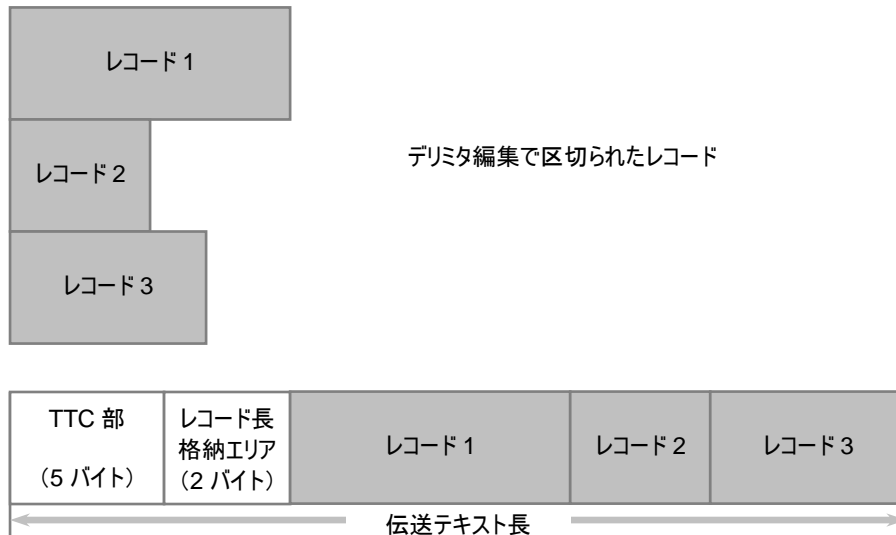 レコード 1
デリミタ編集で区切られたレコード
レコード 2
レコード 3
TTC 部
（5 バイト）
レコード長
格納エリア
（2 バイト）
レコード 1
レコード 2
レコード 3
伝送テキスト長